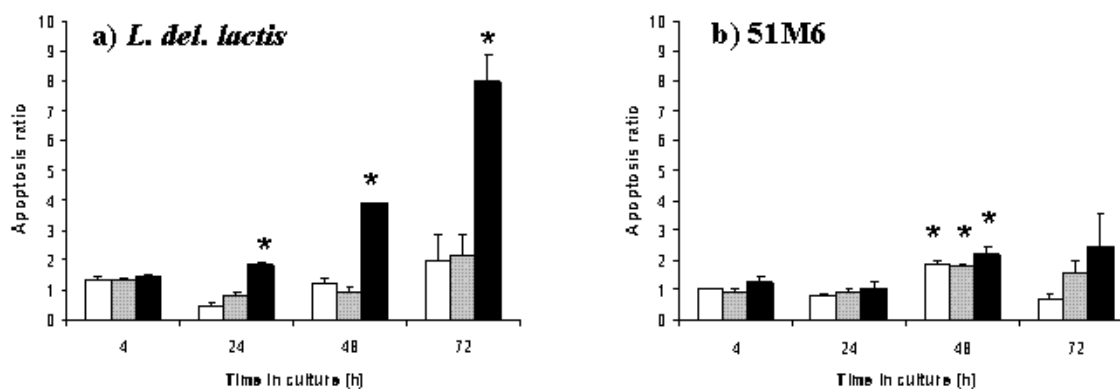 a) L. del. lactis
Apoptosis ratio
10
9
8
7
6
5
4
3
2
1
0
* * *
4 24 48 72
Time in culture [h]
b) 51M6
Apoptosis ratio
10
9
8
7
6
5
4
3
2
1
0
* * *
4 24 48 72
Time in culture [h]